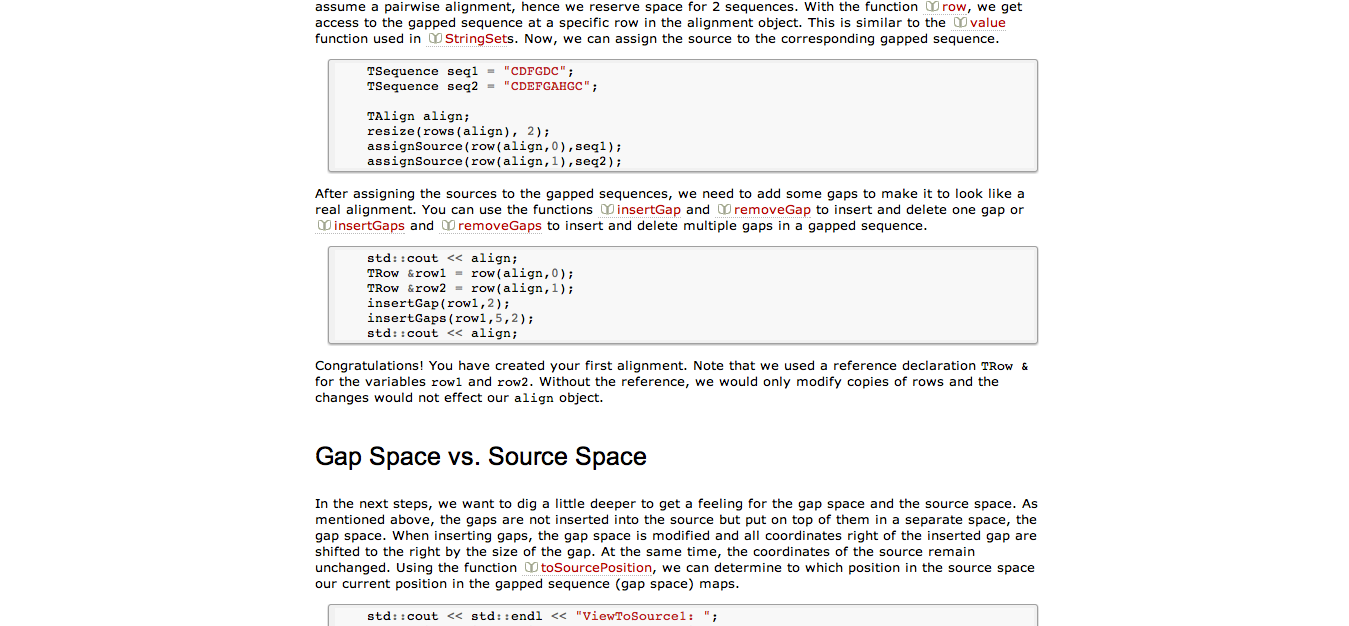 assume a pairwise alignment, hence we reserve space for 2 sequences. With the function row, we get
access to the gapped sequence at a specific row in the alignment object. This is similar to the value
function used in StringSets. Now, we can assign the source to the corresponding gapped sequence.
TSequence seq1 = "CDFGDC";
TSequence seq2 = "CDEFGAHGC";
TAlign align;
resize(rows(align), 2);
assignSource(row(align,0),seq1);
assignSource(row(align,1),seq2);
After assigning the sources to the gapped sequences, we need to add some gaps to make it to look like a
real alignment. You can use the functions insertGap and removeGap to insert and delete one gap or
insertGaps and removeGaps to insert and delete multiple gaps in a gapped sequence.
std::cout << align;
TRow &row1 = row(align,0);
TRow &row2 = row(align,1);
insertGap(row1,2);
insertGaps(row1,5,2);
std::cout << align;
Congratulations! You have created your first alignment. Note that we used a reference declaration TRow &
for the variables row1 and row2. Without the reference, we would only modify copies of rows and the
changes would not effect our align object.
Gap Space vs. Source Space
In the next steps, we want to dig a little deeper to get a feeling for the gap space and the source space. As
mentioned above, the gaps are not inserted into the source but put on top of them in a separate space, the
gap space. When inserting gaps, the gap space is modified and all coordinates right of the inserted gap are
shifted to the right by the size of the gap. At the same time, the coordinates of the source remain
unchanged. Using the function toSourcePosition, we can determine to which position in the source space
our current position in the gapped sequence (gap space) maps.
std::cout << std::endl << "ViewToSource1: ";